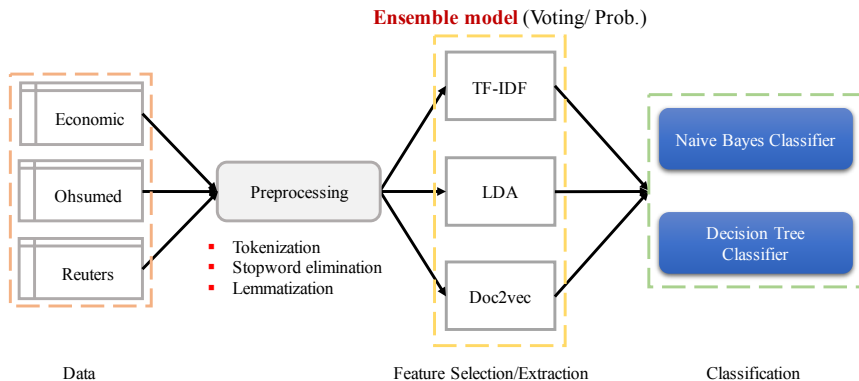 Ensemble model (Voting/ Prob.)
Economic
Ohsumed
Reuters
Preprocessing
Tokenization
Stopword elimination
Lemmatization
TF-IDF
LDA
Doc2vec
Naive Bayes Classifier
Decision Tree
Classifier
Data
Feature Selection/Extraction
Classification